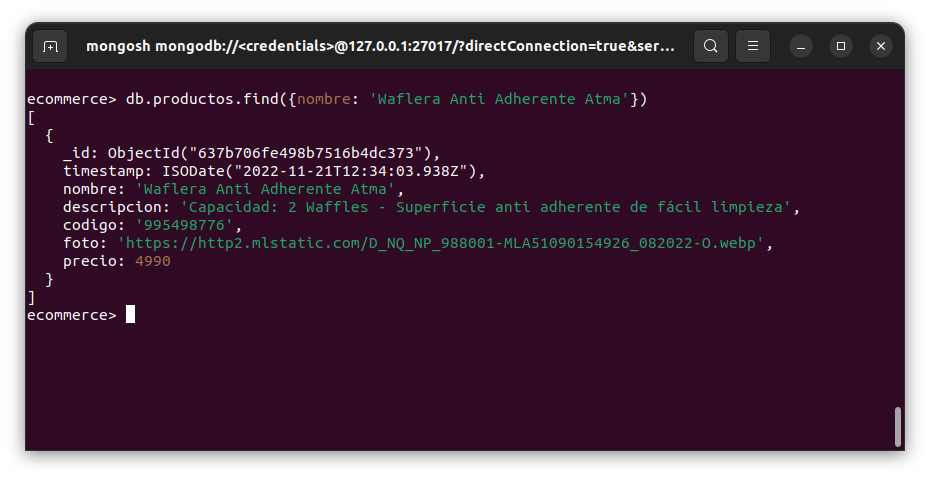 mongosh mongodb://<credentials>@127.0.0.1:27017/?directConnection=true&ser...
ecommerce> db.productos.find({nombre: 'Waflera Anti Adherente Atma'})
[
  {
    _id: ObjectId("637b706fe498b7516b4dc373"),
    timestamp: ISODate("2022-11-21T12:34:03.938Z"),
    nombre: 'Waflera Anti Adherente Atma',
    descripcion: 'Capacidad: 2 Waffles - Superficie anti adherente de fácil limpieza',
    codigo: '995498776',
    foto: 'https://http2.mlstatic.com/D_NQ_NP_988001-MLA51090154926_082022-O.webp',
    precio: 4990
  }
]
ecommerce>